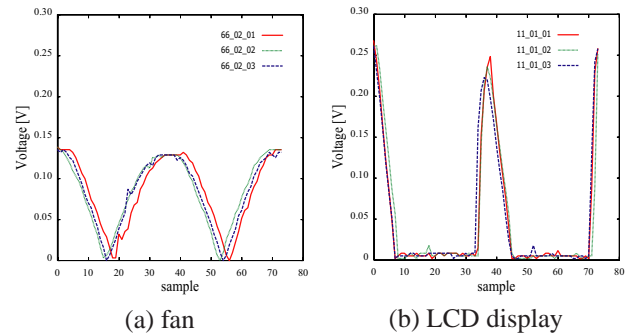 0.30
0.25
0.20
0.15
0.10
0.05
0
Voltage [V]
66_02_01
66_02_02
66_02_03
0 10 20 30 40 50 60 70 80
sample
(a) fan
0.30
0.25
0.20
0.15
0.10
0.05
0
Voltage [V]
11_01_01
11_01_02
11_01_03
0 10 20 30 40 50 60 70 80
sample
(b) LCD display